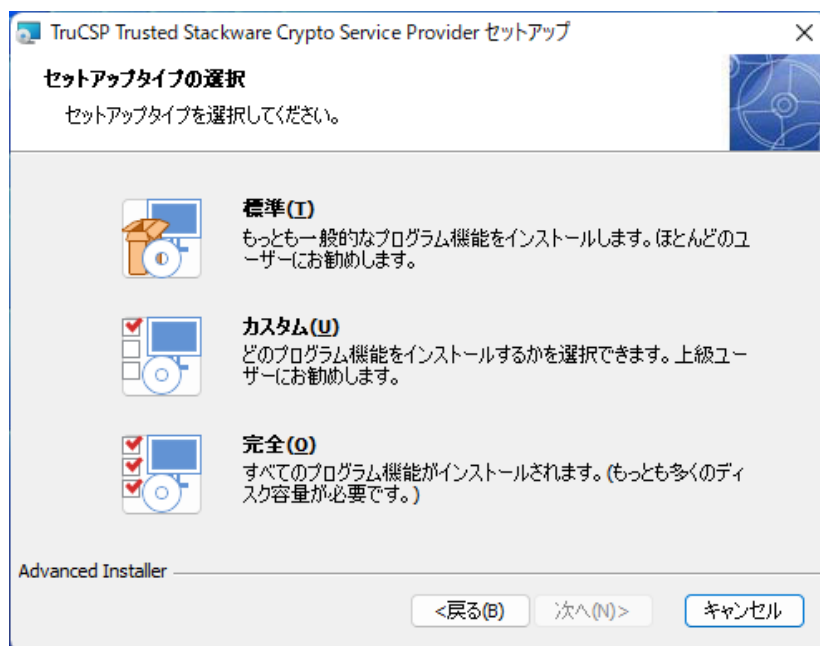 TruCSP Trusted Stackware Crypto Service Provider セットアップ
セットアップタイプの選択
セットアップタイプを選択してください。
標準(T)
もっとも一般的なプログラム機能をインストールします。ほとんどのユ
ーザーにお勧めします。
カスタム(U)
どのプログラム機能をインストールするかを選択できます。上級ユー
ザーにお勧めします。
完全(O)
すべてのプログラム機能がインストールされます。(もっとも多くのディ
スク容量が必要です。)
Advanced Installer
<戻る(B) 次へ(N)> キャンセル